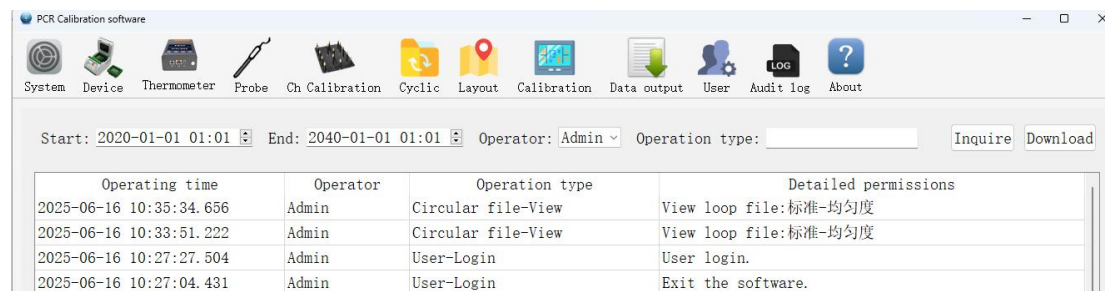 PCR Calibration software
LOG
?
System Device Thermometer Probe Ch Calibration Cyclic Layout Calibration Data output User Audit log About
Start: 2020-01-01 01:01 End: 2040-01-01 01:01 Operator: Admin Operation type: Inquire Download
Operating time Operator Operation type Detailed permissions
2025-06-16 10:35:34.656 Admin Circular file-View View loop file:标准-均匀度
2025-06-16 10:33:51.222 Admin Circular file-View View loop file:标准-均匀度
2025-06-16 10:27:27.504 Admin User-Login User login.
2025-06-16 10:27:04.431 Admin User-Login Exit the software.